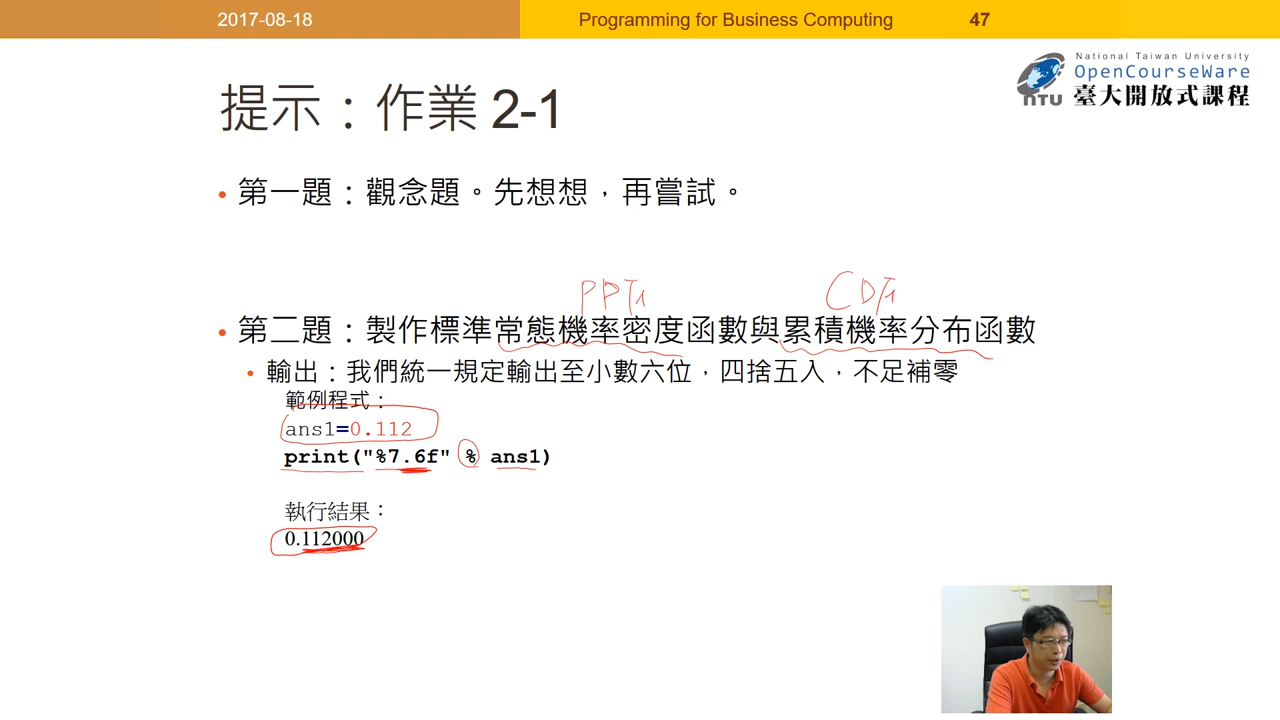 2017-08-18
Programming for Business Computing
47
National Taiwan University
OpenCourseWare
NTU 臺大開放式課程
提示：作業 2-1
• 第一題：觀念題。先想想，再嘗試。
PDF
CDF
• 第二題：製作標準常態機率密度函數與累積機率分布函數
• 輸出：我們統一規定輸出至小數六位，四捨五入，不足補零
範例程式：
ans1=0.112
print("%7.6f" % ans1)
執行結果：
0.112000